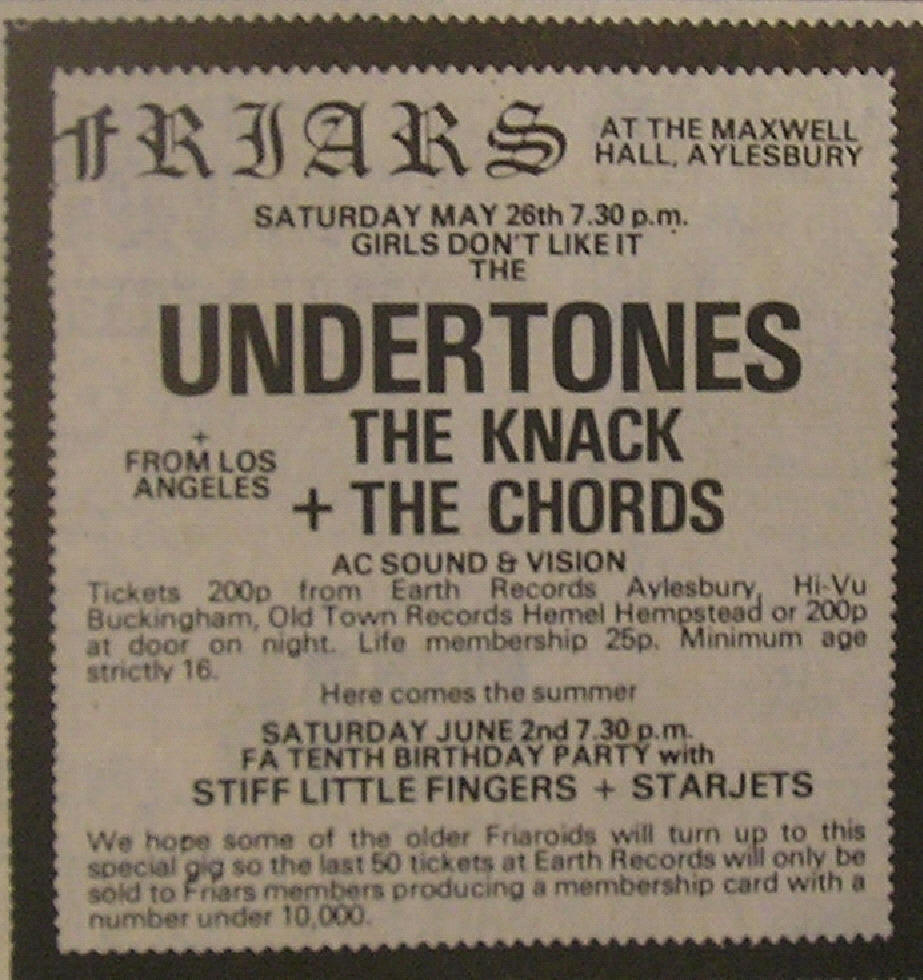 FRIARS AT THE MAXWELL
HALL, AYLESBURY
SATURDAY MAY 26th 7.30 p.m.
GIRLS DON'T LIKE IT
THE
UNDERTONES
+
FROM LOS
ANGELES
THE KNACK
+ THE CHORDS
AC SOUND & VISION
Tickets 200p from Earth Records Aylesbury, Hi-Vu
Buckingham, Old Town Records Hemel Hempstead or 200p
at door on night. Life membership 25p. Minimum age
strictly 16.
Here comes the summer
SATURDAY JUNE 2nd 7.30 p.m.
FA TENTH BIRTHDAY PARTY with
STIFF LITTLE FINGERS + STARJETS
We hope some of the older Friaroids will turn up to this
special gig so the last 50 tickets at Earth Records will only be
sold to Friars members producing a membership card with a
number under 10,000.